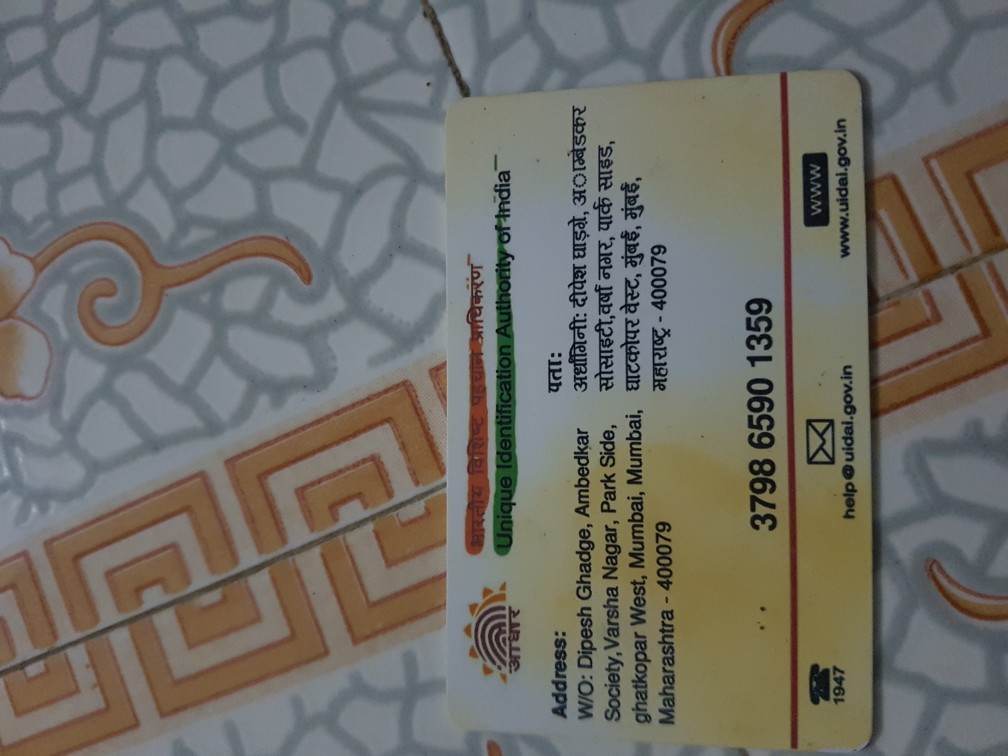 भारतीय विशिष्ट पहचान प्राधिकरण
Unique Identification Authority of India
आधार
Address:
W/O: Dipesh Ghadge, Ambedkar
Society,Varsha Nagar, Park Side,
ghatkopar West, Mumbai, Mumbai,
Maharashtra - 400079
पता:
अर्धांगिनी: दीपेश घाड़गे, अाम्बेडकर
सोसाइटी,वर्षा नगर, पार्क साइड,
घाटकोपर वेस्ट, मुंबई, मुंबई,
महाराष्ट्र - 400079
3798 6590 1359
1947
help@uidai.gov.in
www
www.uidai.gov.in